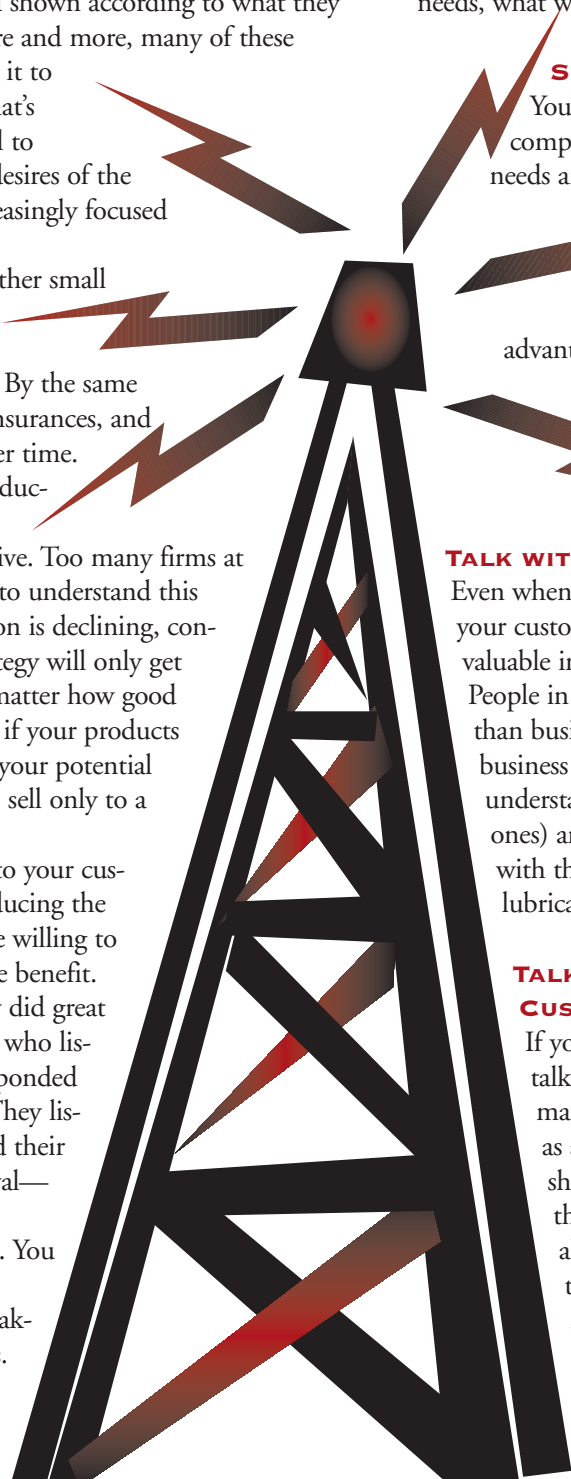 shown according to what they
re and more, many of these
it to
at’s
to
esires of the
easingly focused
ther small
By the same
nsurances, and
er time.
duc-
ive. Too many firms at
to understand this
on is declining, con-
tegy will only get
matter how good
if your products
your potential
sell only to a
to your cus-
ducing the
e willing to
e benefit.
did great
who lis-
ponded
They lis-
d their
val—
. You
ak-
.
needs, what w
S
You
comp
needs a
advant
TALK WIT
Even when
your custo
valuable in
People in
than busi
business
understa
ones) an
with th
lubrica
TALK
CUS
If yo
talk
ma
as
sh
th
a
t